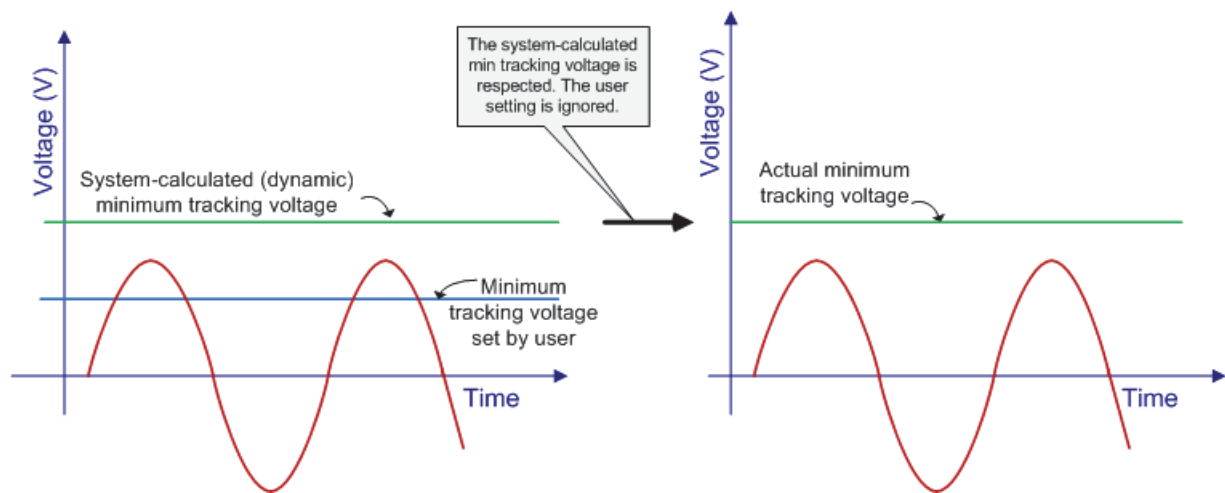 Voltage (V)
System-calculated (dynamic)
minimum tracking voltage
Minimum
tracking voltage
set by user
Time
The system-calculated
min tracking voltage is
respected. The user
setting is ignored.
Voltage (V)
Actual minimum
tracking voltage
Time